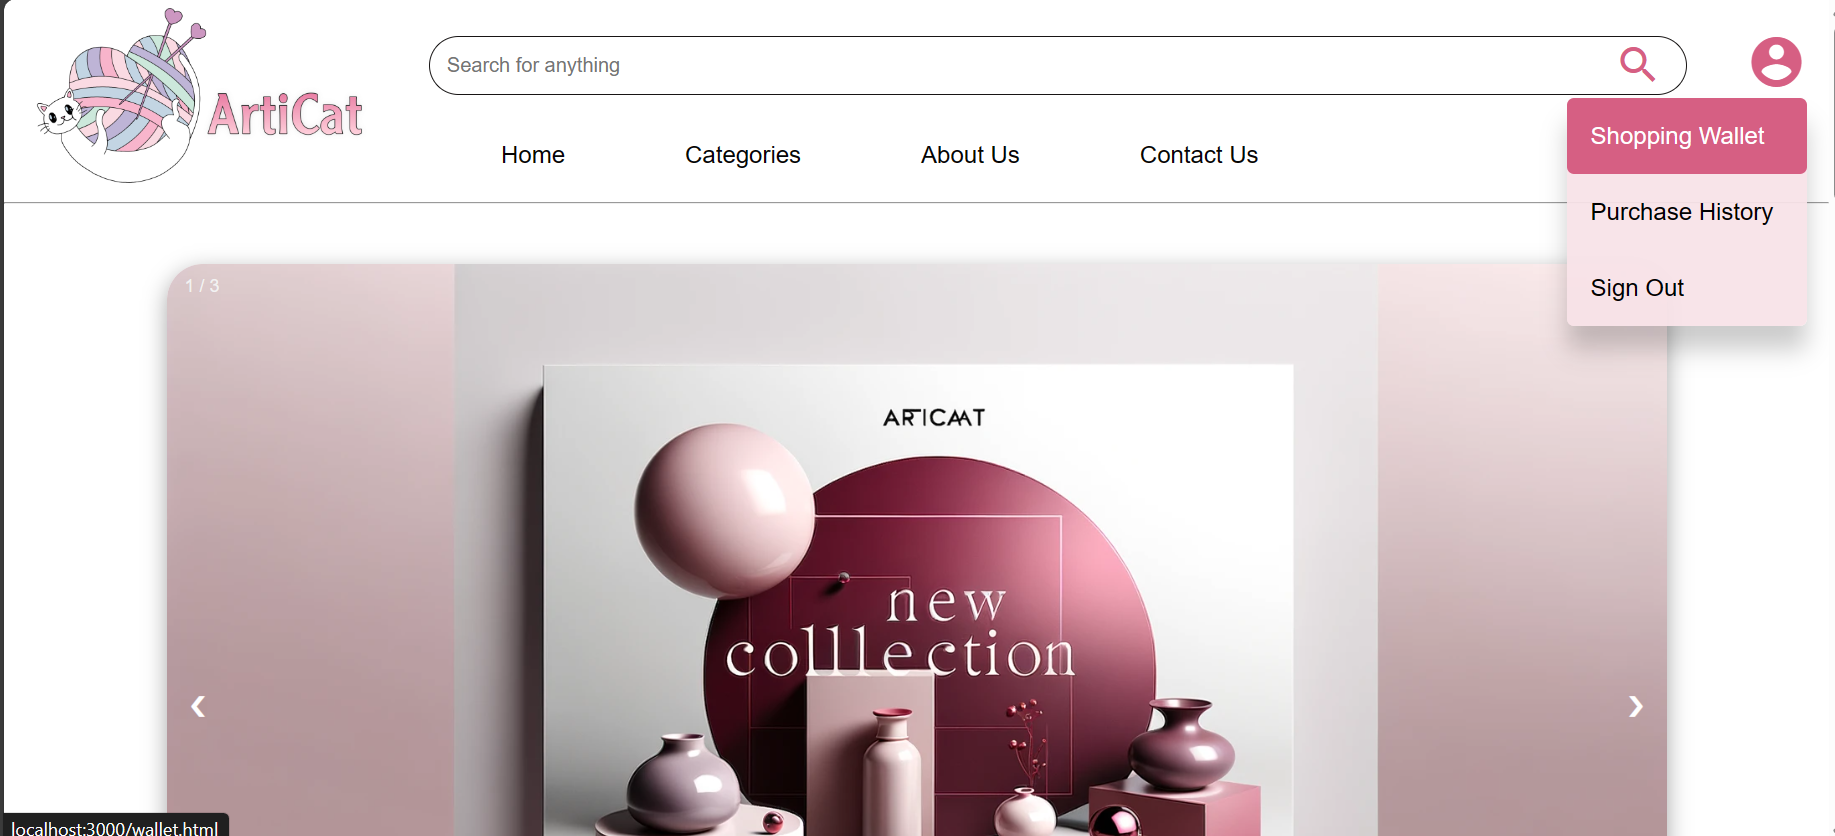 Search for anything
ArtiCat
Home
Categories
About Us
Contact Us
Shopping Wallet
Purchase History
Sign Out
1 / 3
ARTICAAT
new
colllection
localhost:3000/wallet.html